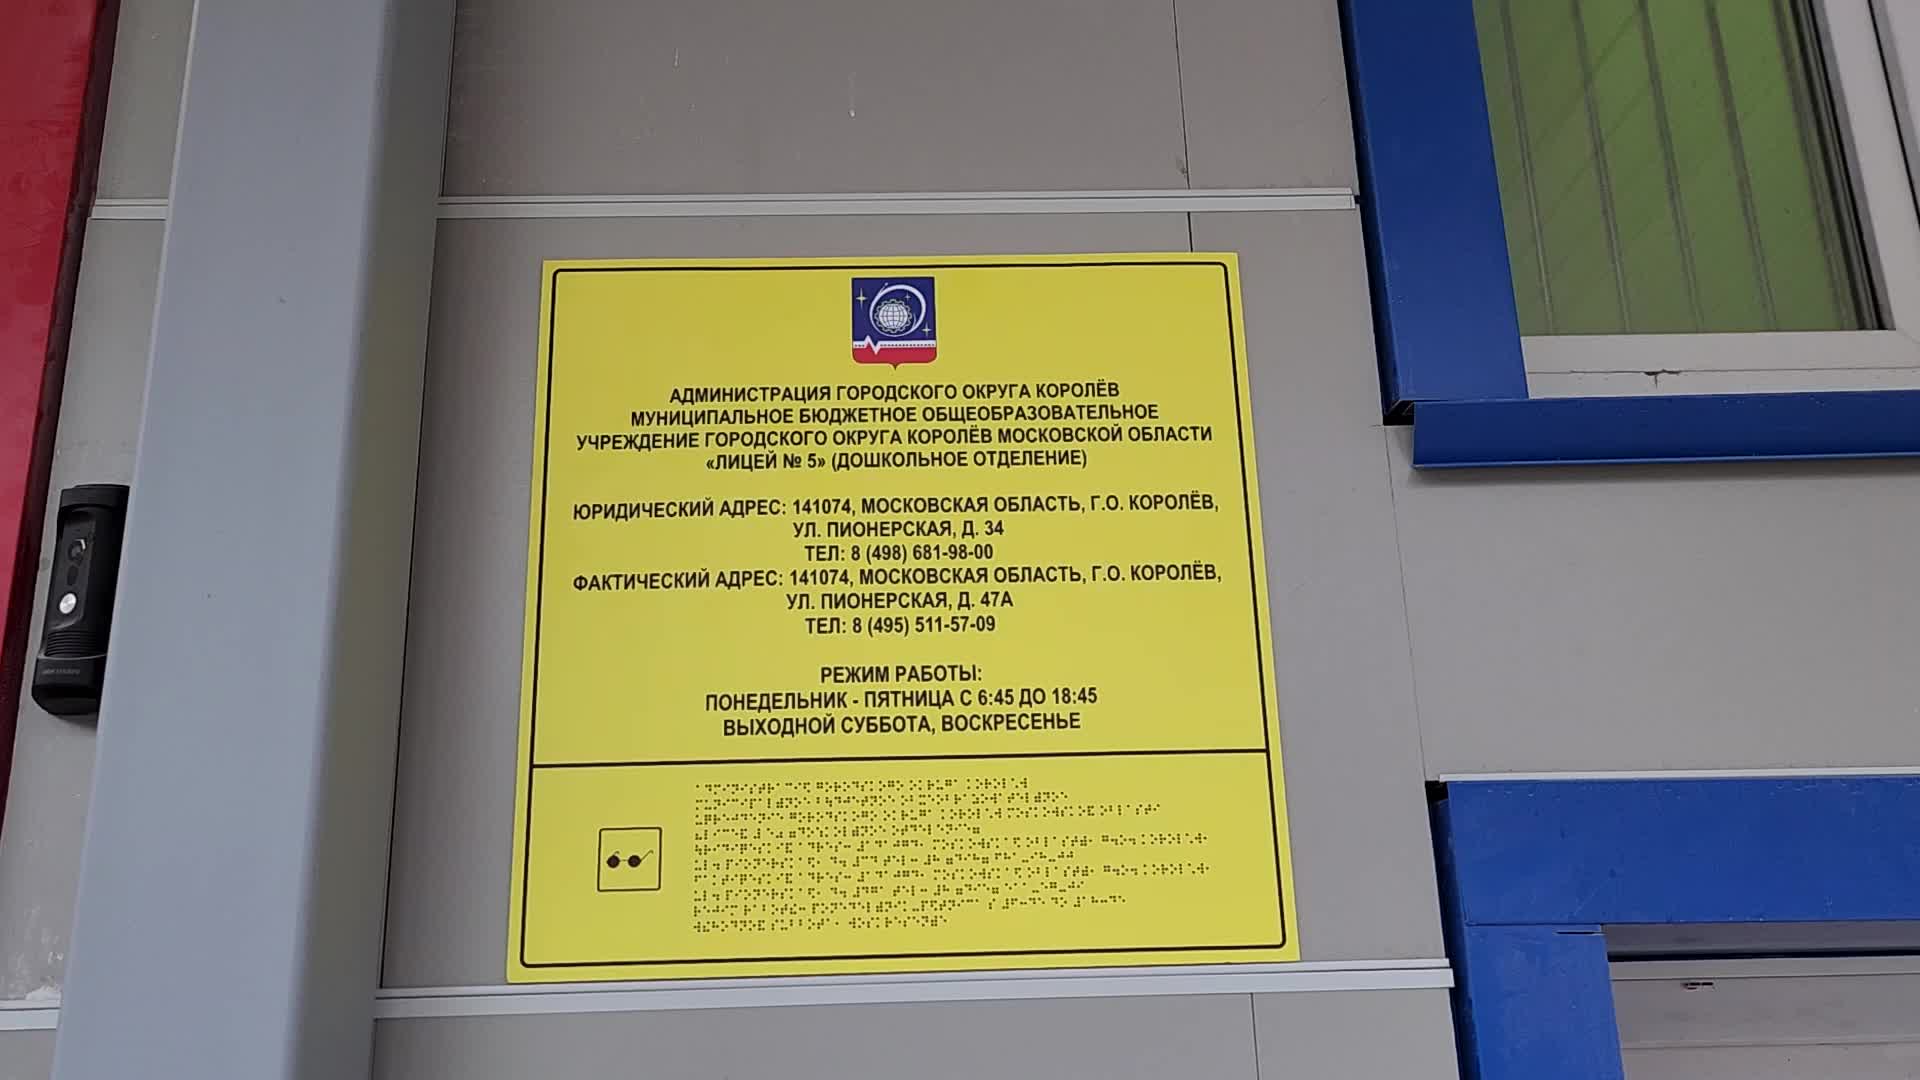 АДМИНИСТРАЦИЯ ГОРОДСКОГО ОКРУГА КОРОЛЁВ
МУНИЦИПАЛЬНОЕ БЮДЖЕТНОЕ ОБЩЕОБРАЗОВАТЕЛЬНОЕ
УЧРЕЖДЕНИЕ ГОРОДСКОГО ОКРУГА КОРОЛЁВ МОСКОВСКОЙ ОБЛАСТИ
«ЛИЦЕЙ № 5» (ДОШКОЛЬНОЕ ОТДЕЛЕНИЕ)
ЮРИДИЧЕСКИЙ АДРЕС: 141074, МОСКОВСКАЯ ОБЛАСТЬ, Г.О. КОРОЛЁВ,
УЛ. ПИОНЕРСКАЯ, Д. 34
ТЕЛ: 8 (498) 681-98-00
ФАКТИЧЕСКИЙ АДРЕС: 141074, МОСКОВСКАЯ ОБЛАСТЬ, Г.О. КОРОЛЁВ,
УЛ. ПИОНЕРСКАЯ, Д. 47А
ТЕЛ: 8 (495) 511-57-09
РЕЖИМ РАБОТЫ:
ПОНЕДЕЛЬНИК - ПЯТНИЦА С 6:45 ДО 18:45
ВЫХОДНОЙ СУББОТА, ВОСКРЕСЕНЬЕ